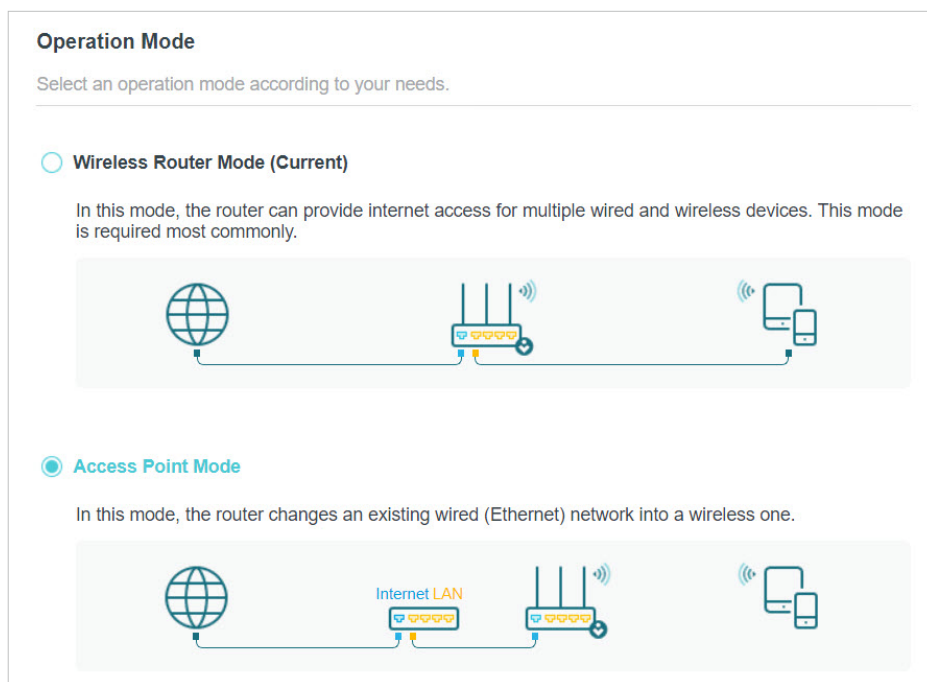 Operation Mode
Select an operation mode according to your needs.
Wireless Router Mode (Current)
In this mode, the router can provide internet access for multiple wired and wireless devices. This mode
is required most commonly.
Access Point Mode
In this mode, the router changes an existing wired (Ethernet) network into a wireless one.
Internet LAN